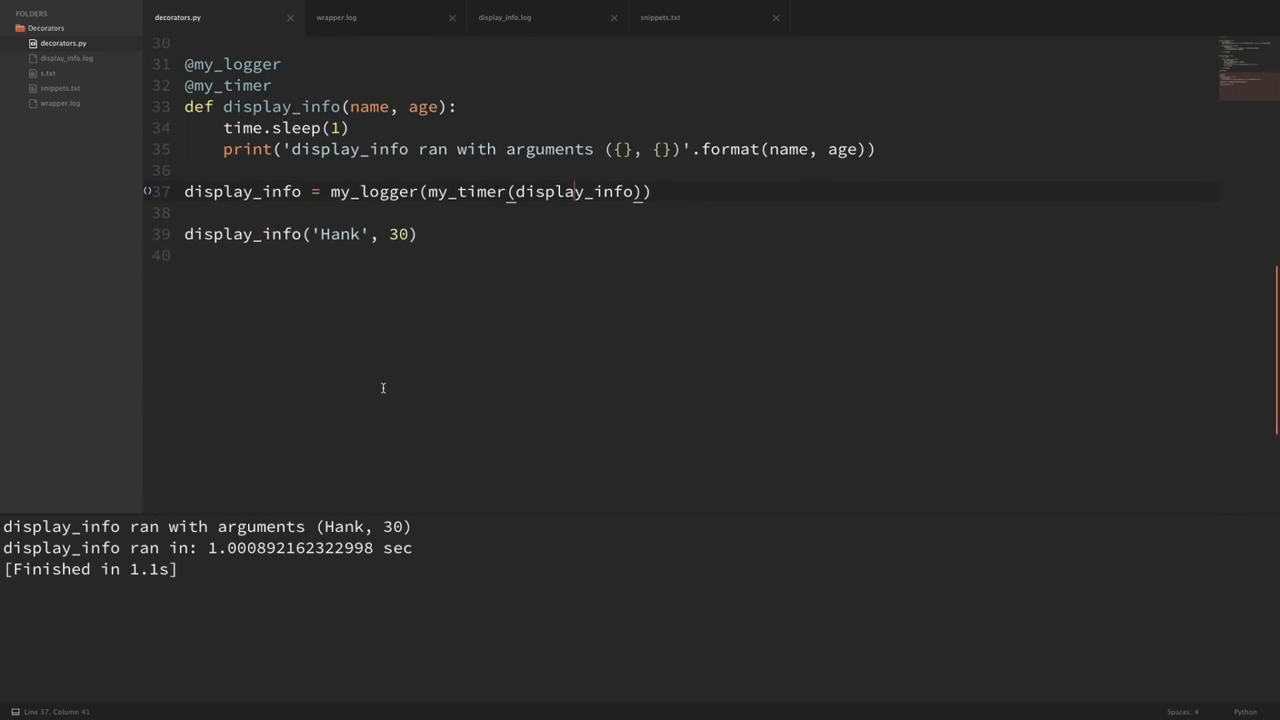 FOLDERS
Decorators
decorators.py
display_info.log
s.txt
snippets.txt
wrapper.log
decorators.py
wrapper.log
display_info.log
snippets.txt
30
31 @my_logger
32 @my_timer
33 def display_info(name, age):
34 time.sleep(1)
35 print('display_info ran with arguments ({}, {})'.format(name, age))
36
37 display_info = my_logger(my_timer(display_info))
38
39 display_info('Hank', 30)
40
display_info ran with arguments (Hank, 30)
display_info ran in: 1.000892162322998 sec
[Finished in 1.1s]
Line 37, Column 41
Spaces: 4
Python